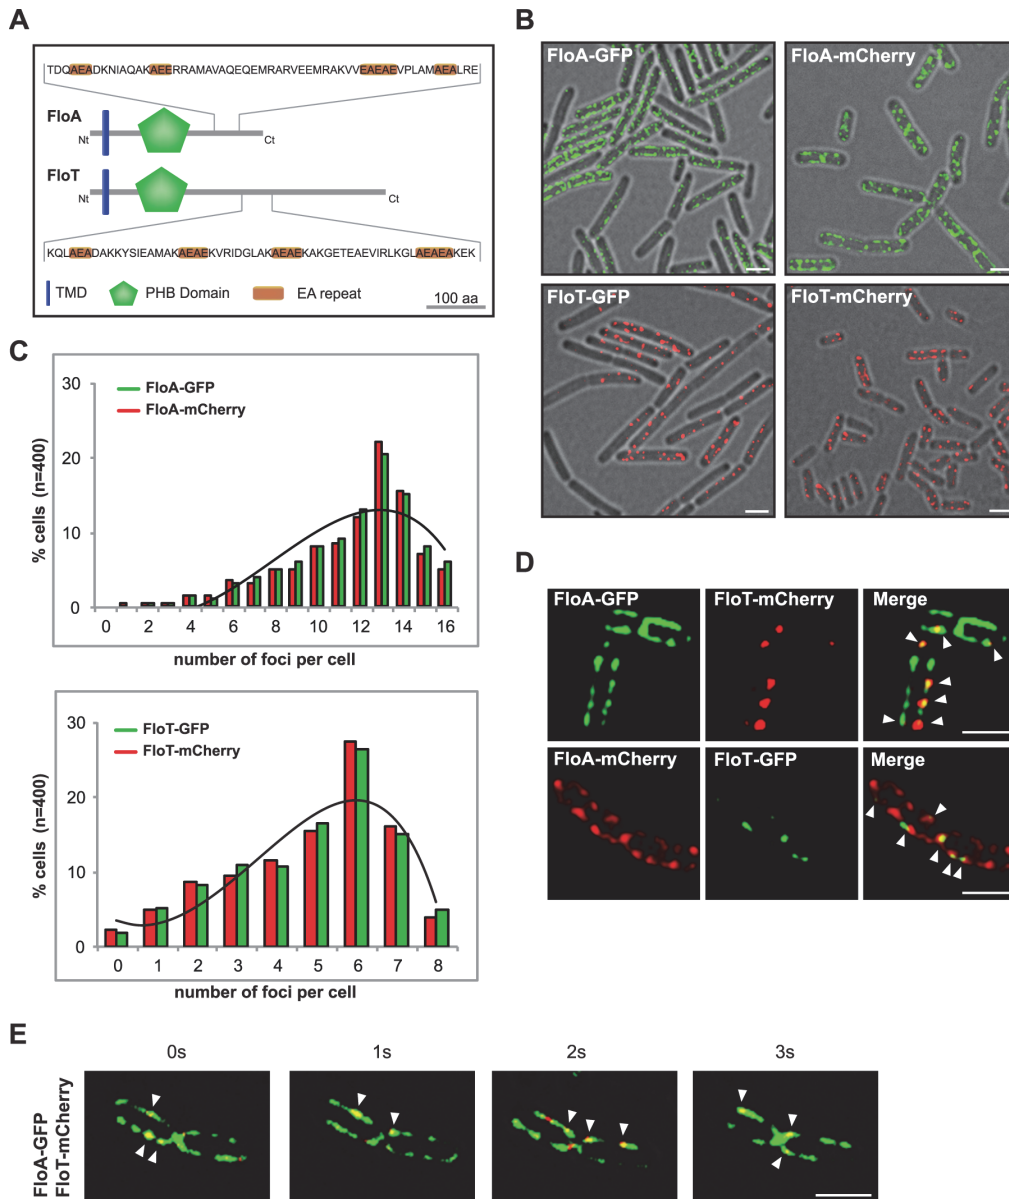 A
TDQAEADKNIAQAKAEERRAMAVAQEQEMRARVEEMRAKVVEAEAEVPLAMAEALRE
FloA
Nt
Ct
FloT
Nt
Ct
KQLAEADAKKYSIEAMAKAEAEKVRIDGLAKAEAEKAKGETEAEVIRLKGLAEAEAKEK
TMD
PHB Domain
EA repeat
100 aa
B
FloA-GFP
FloA-mCherry
FloT-GFP
FloT-mCherry
C
30
20
10
0
% cells (n=400)
FloA-GFP
FloA-mCherry
0 2 4 6 8 10 12 14 16
number of foci per cell
30
20
10
0
% cells (n=400)
FloT-GFP
FloT-mCherry
0 1 2 3 4 5 6 7 8
number of foci per cell
D
FloA-GFP
FloT-mCherry
Merge
FloA-mCherry
FloT-GFP
Merge
E
0s
1s
2s
3s
FloA-GFP
FloT-mCherry